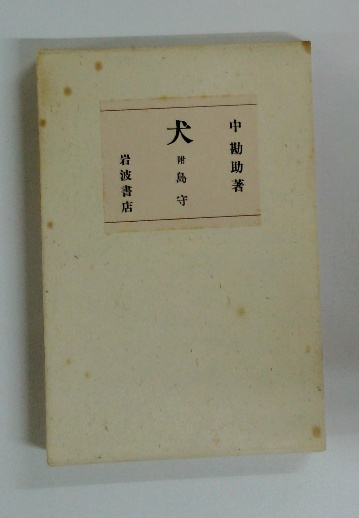 中勘助著
犬
附 島守
岩波書店